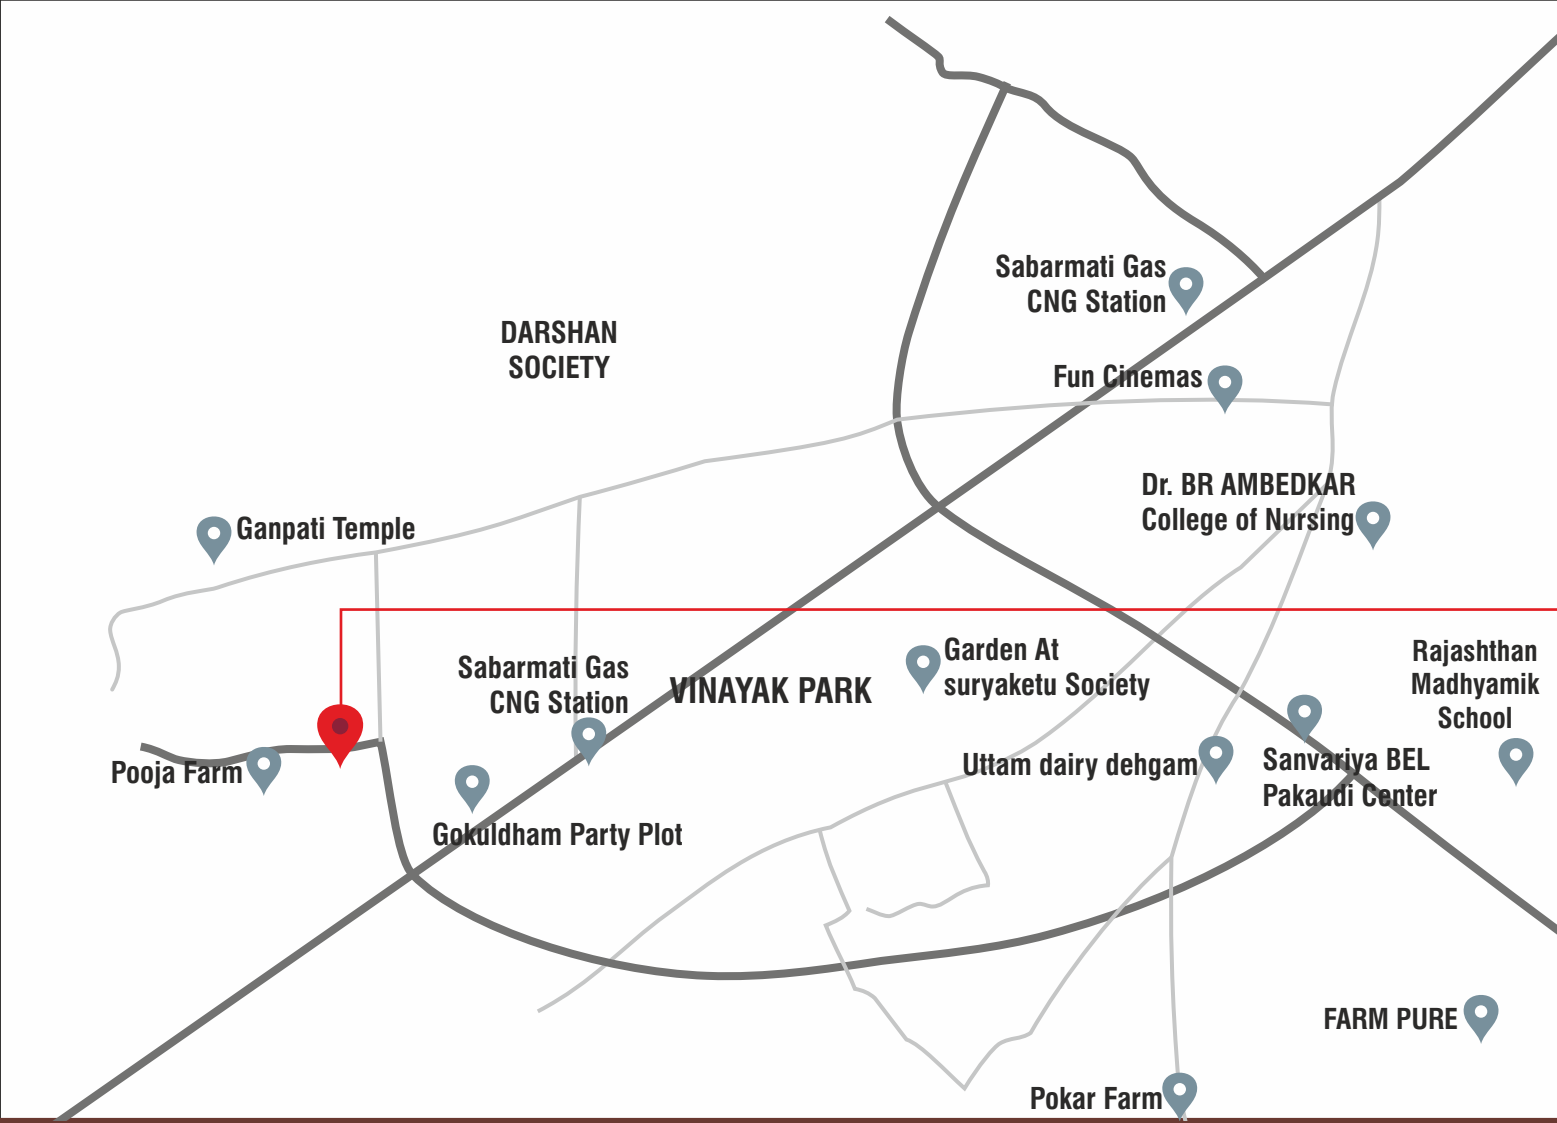 Sabarmati Gas
CNG Station
DARSHAN
SOCIETY
Fun Cinemas
Dr. BR AMBEDKAR
College of Nursing
Ganpati Temple
Garden At
suryaketu Society
Rajashthan
Madhyamik
School
Sabarmati Gas
CNG Station
VINAYAK PARK
Pooja Farm
Uttam dairy dehgam
Sanvariya BEL
Pakaudi Center
Gokuldham Party Plot
FARM PURE
Pokar Farm